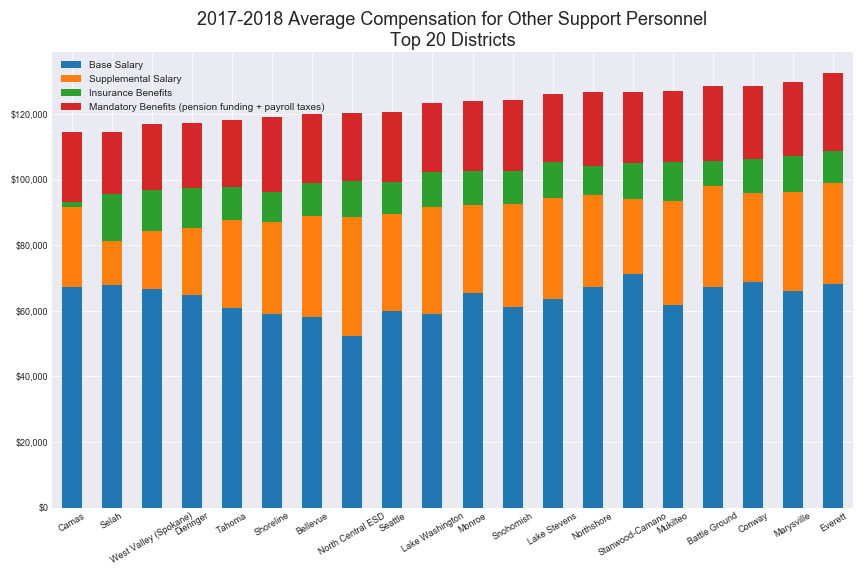 2017-2018 Average Compensation for Other Support Personnel
Top 20 Districts
Base Salary
Supplemental Salary
Insurance Benefits
Mandatory Benefits (pension funding + payroll taxes)
$120,000
$100,000
$80,000
$60,000
$40,000
$20,000
$0
Camas
Selah
West Valley (Spokane)
Dieringer
Tahoma
Shoreline
Bellevue
North Central ESD
Seattle
Lake Washington
Monroe
Snohomish
Lake Stevens
Northshore
Stanwood-Camano
Mukilteo
Battle Ground
Conway
Marysville
Everett